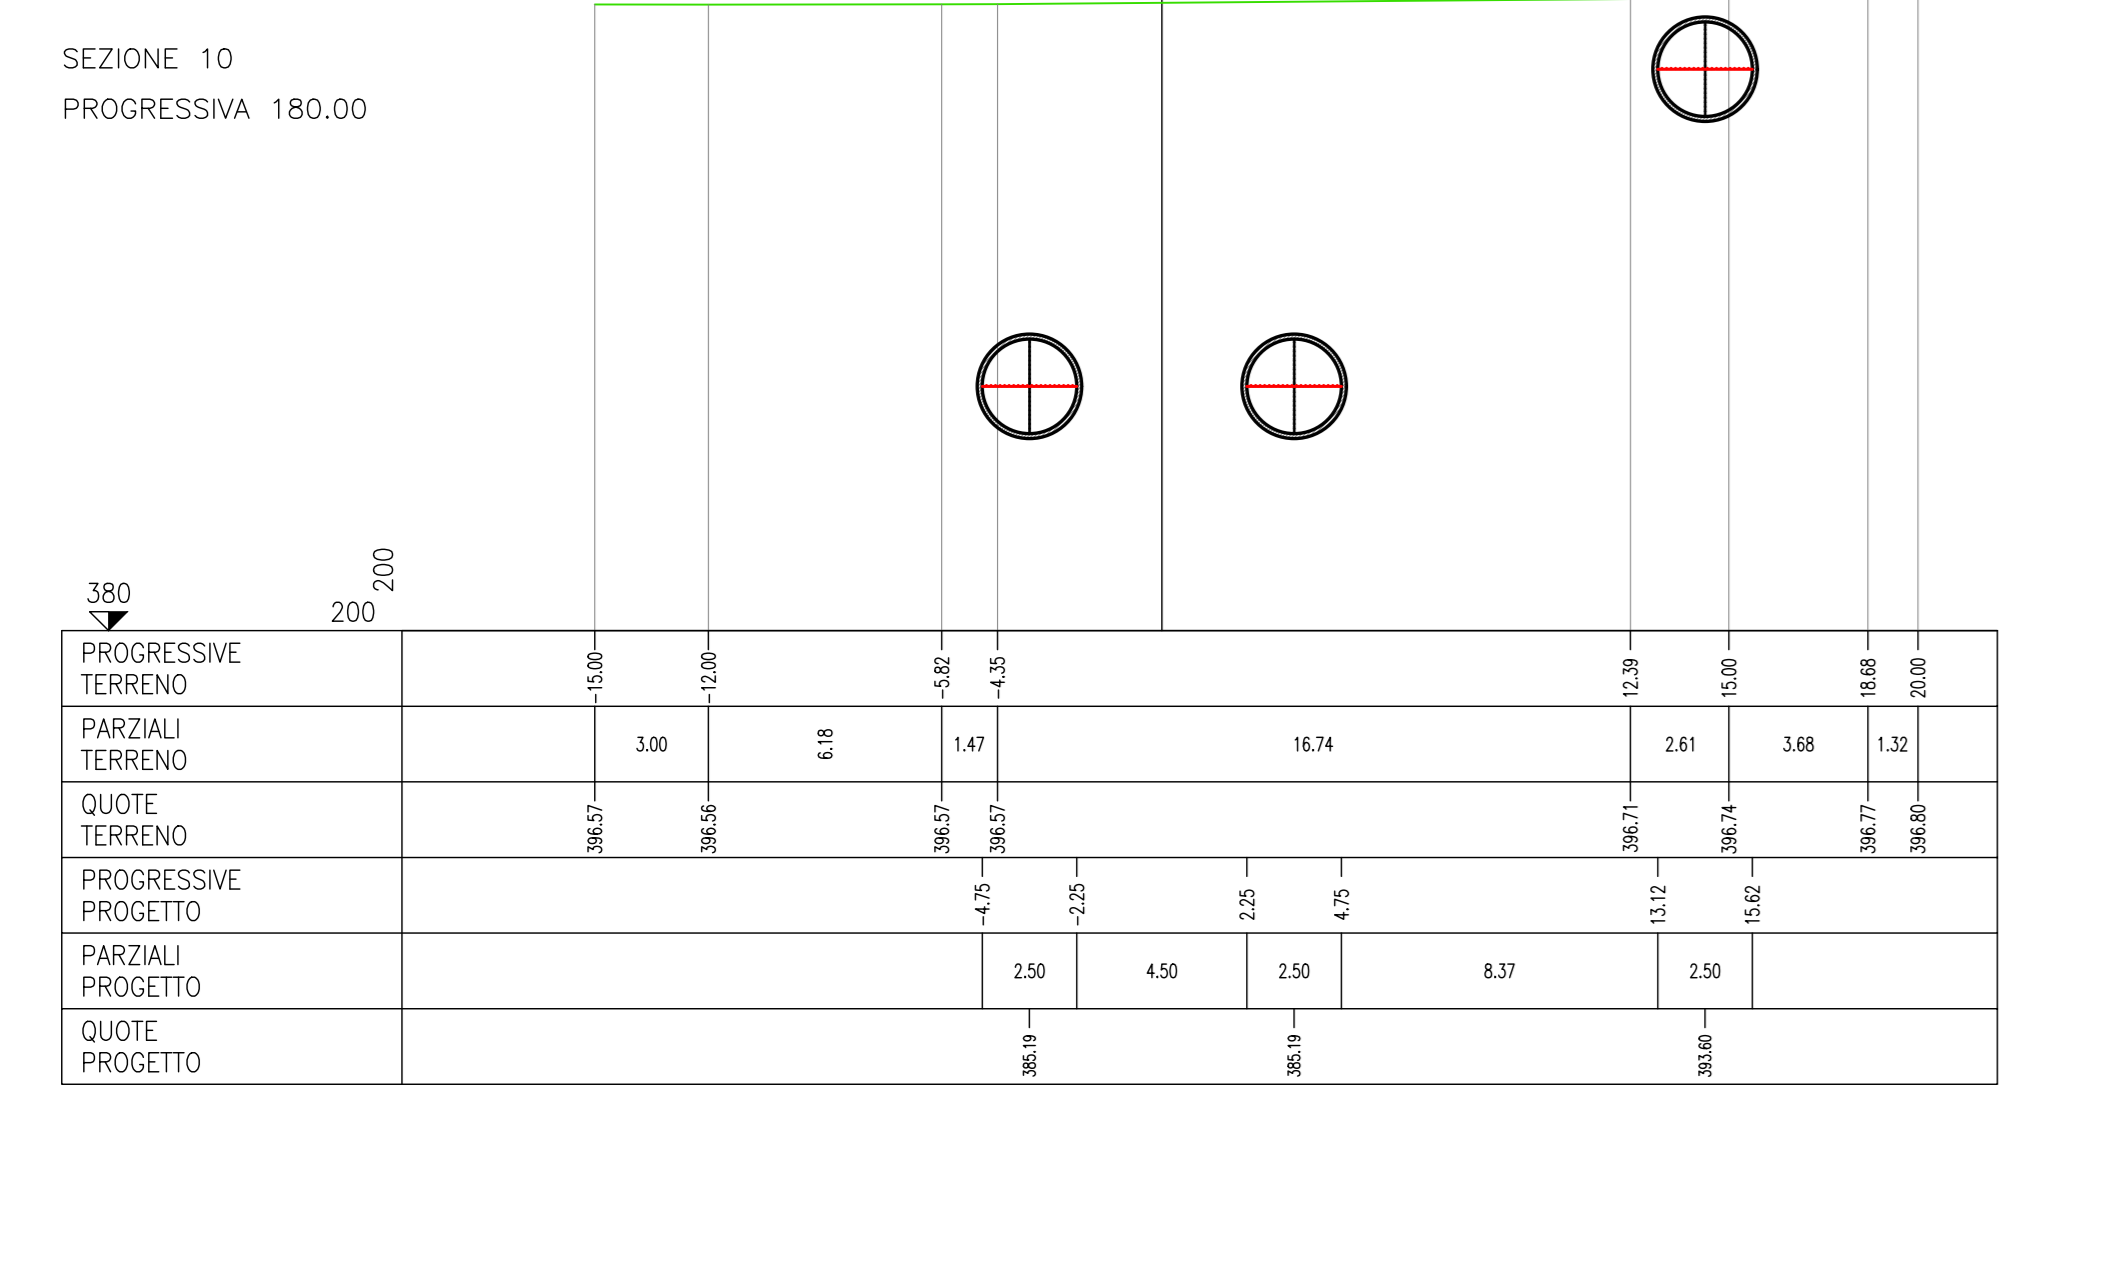 SEZIONE 10
PROGRESSIVA 180.00
200
380
200
PROGRESSIVE
TERRENO
-15.00 -12.00 -5.82 -4.35 12.39 15.00 18.68 20.00
PARZIALI
TERRENO
3.00 6.18 1.47 16.74 2.61 3.68 1.32
QUOTE
TERRENO
396.57 396.56 396.57 396.57 396.71 396.74 396.77 396.80
PROGRESSIVE
PROGETTO
-4.75 -2.25 2.25 4.75 13.12 15.62
PARZIALI
PROGETTO
2.50 4.50 2.50 8.37 2.50
QUOTE
PROGETTO
385.19 385.19 393.60